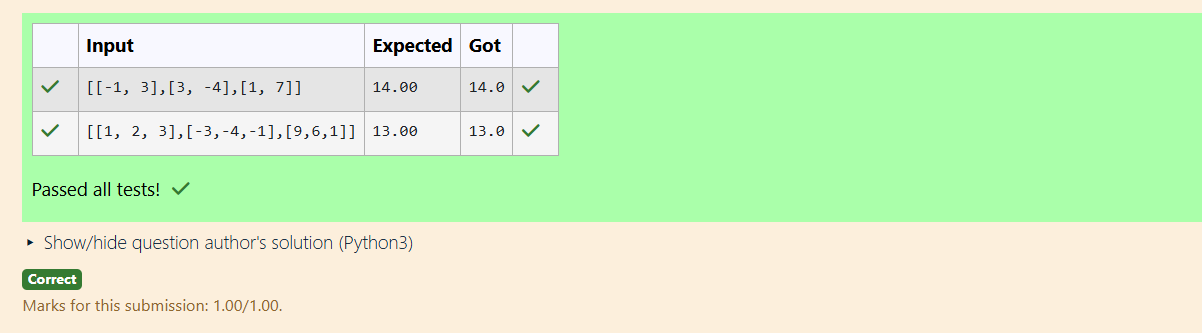 Input Expected Got
[[-1, 3],[3, -4],[1, 7]] 14.00 14.0
[[1, 2, 3],[-3,-4,-1],[9,6,1]] 13.00 13.0
Passed all tests!
Show/hide question author's solution (Python3)
Correct
Marks for this submission: 1.00/1.00.